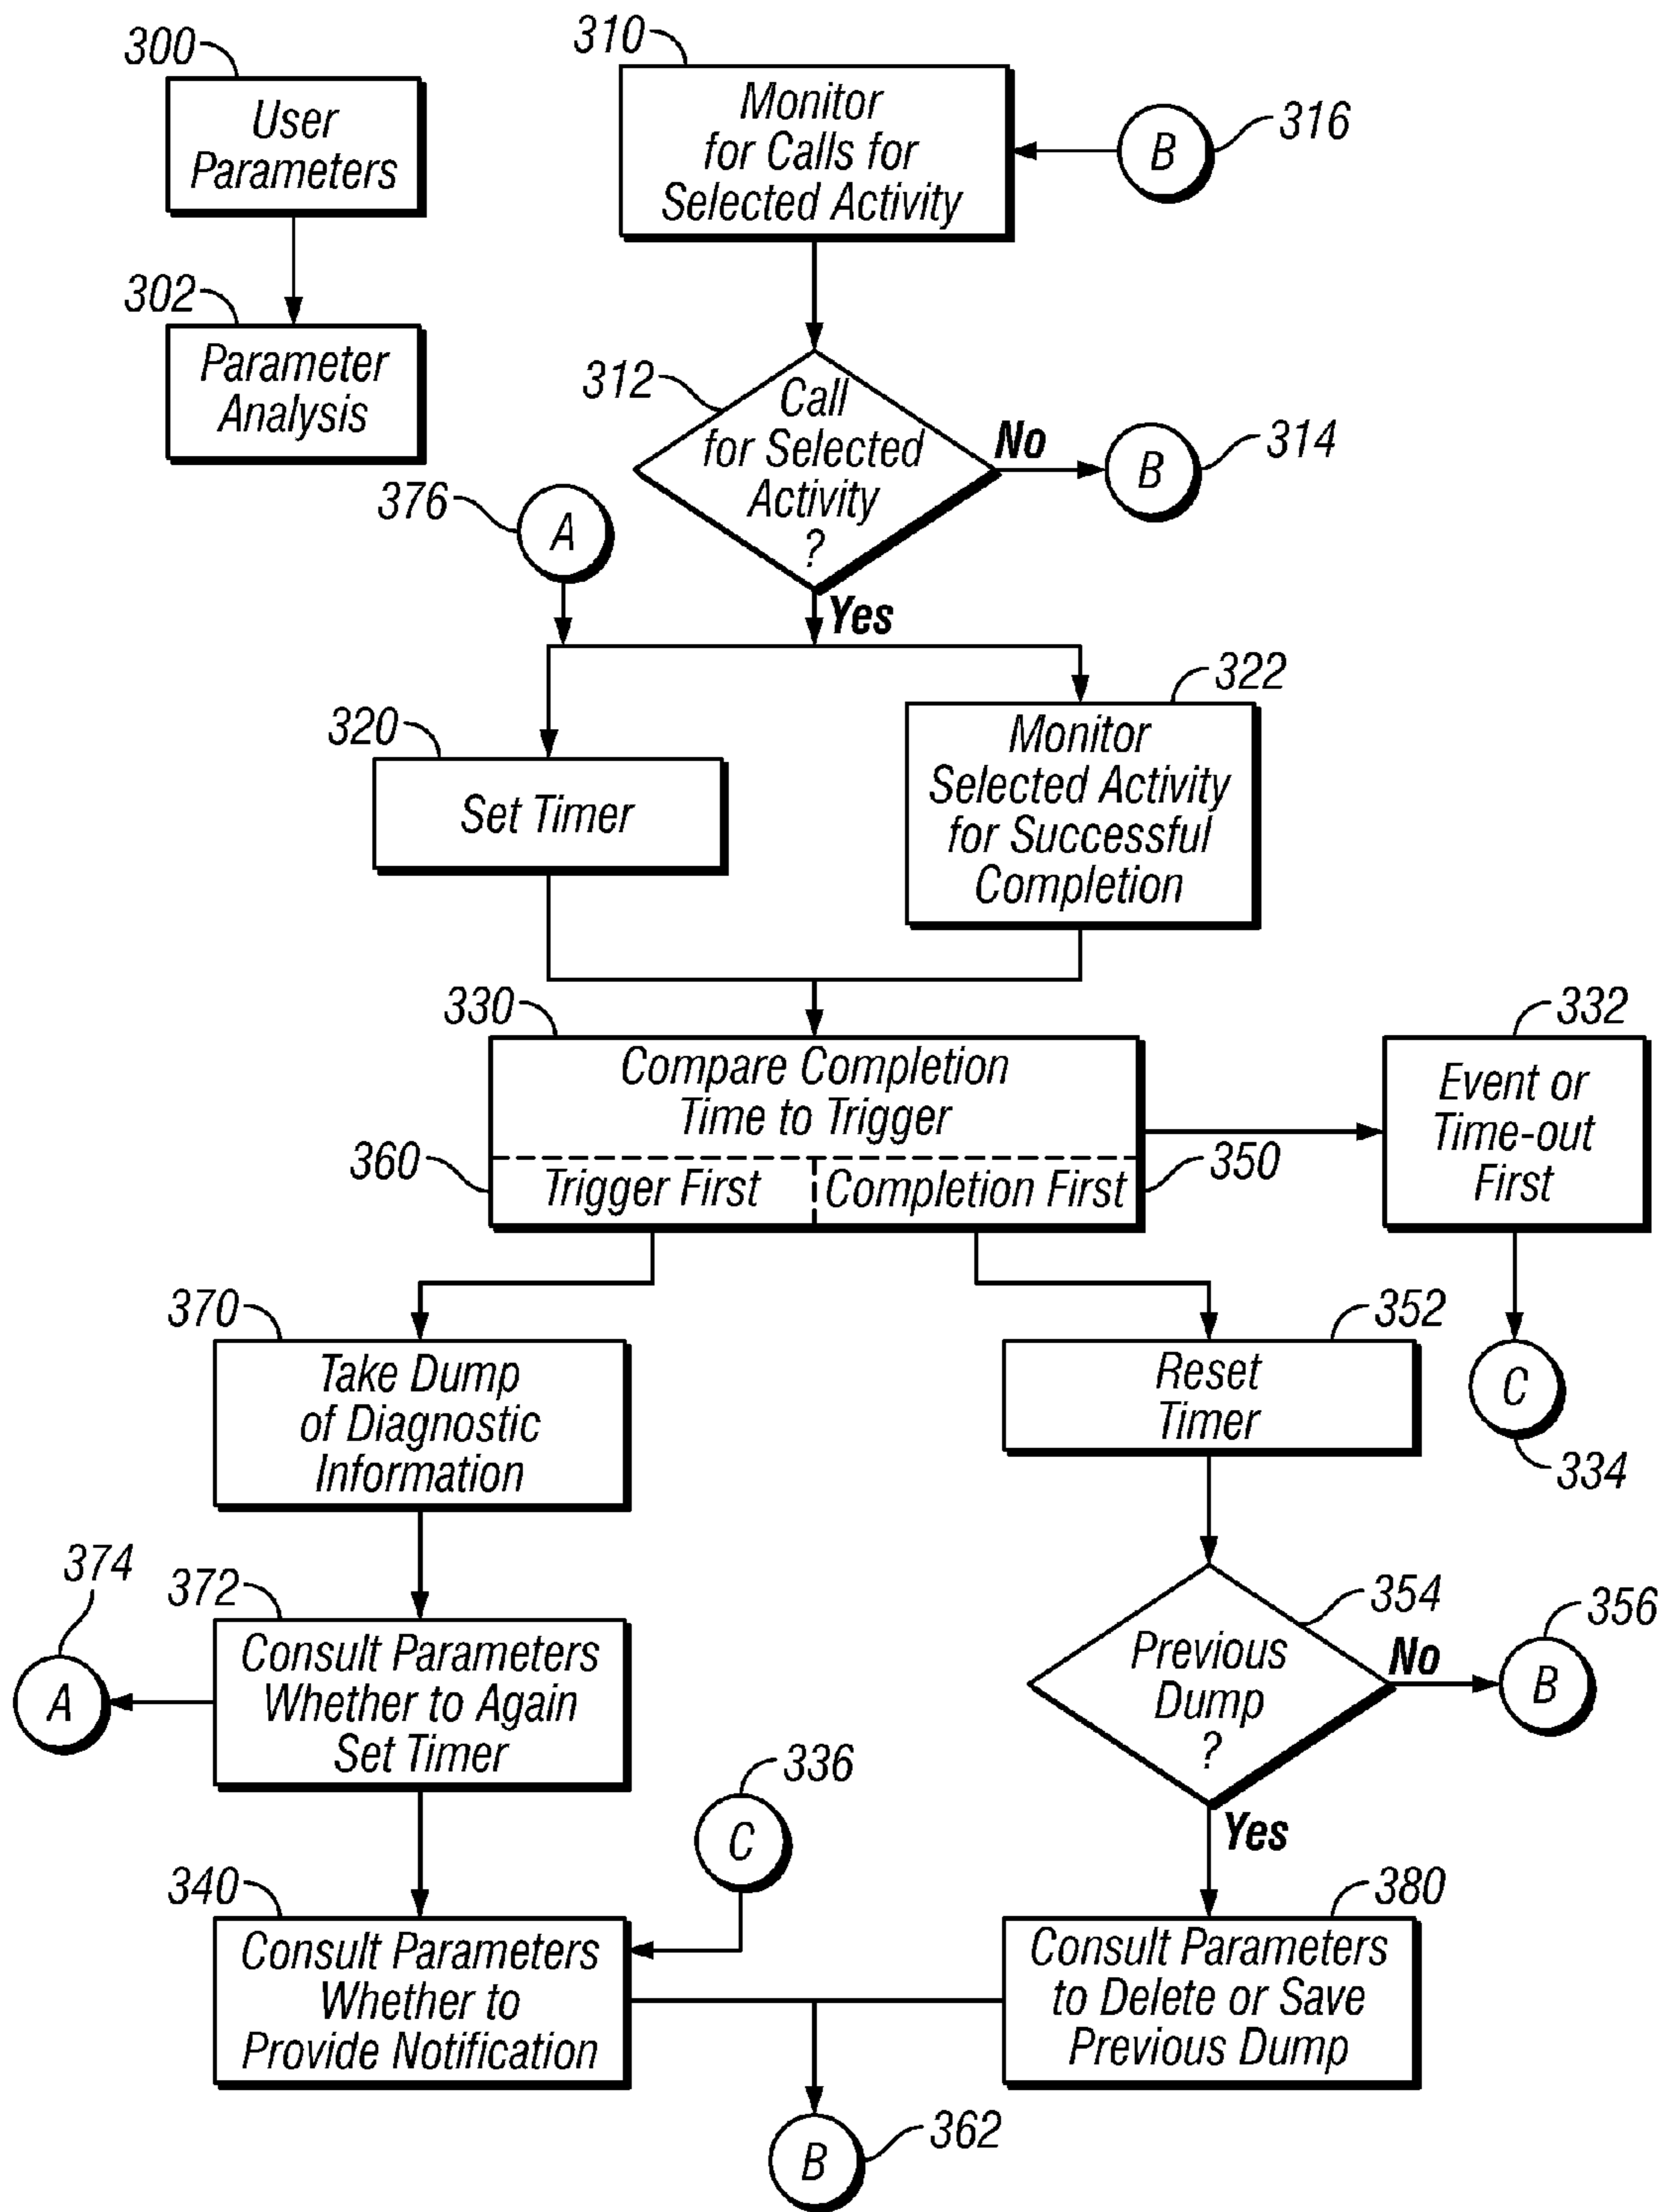 300
User
Parameters
302
Parameter
Analysis
310
Monitor
for Calls for
Selected Activity
B
316
312
Call
for Selected
Activity
?
No
B
314
Yes
376
A
320
Set Timer
322
Monitor
Selected Activity
for Successful
Completion
330
Compare Completion
Time to Trigger
360
Trigger First
Completion First
350
332
Event or
Time-out
First
C
334
370
Take Dump
of Diagnostic
Information
352
Reset
Timer
374
A
372
Consult Parameters
Whether to Again
Set Timer
354
Previous
Dump
?
No
356
B
Yes
336
C
340
Consult Parameters
Whether to
Provide Notification
380
Consult Parameters
to Delete or Save
Previous Dump
B
362